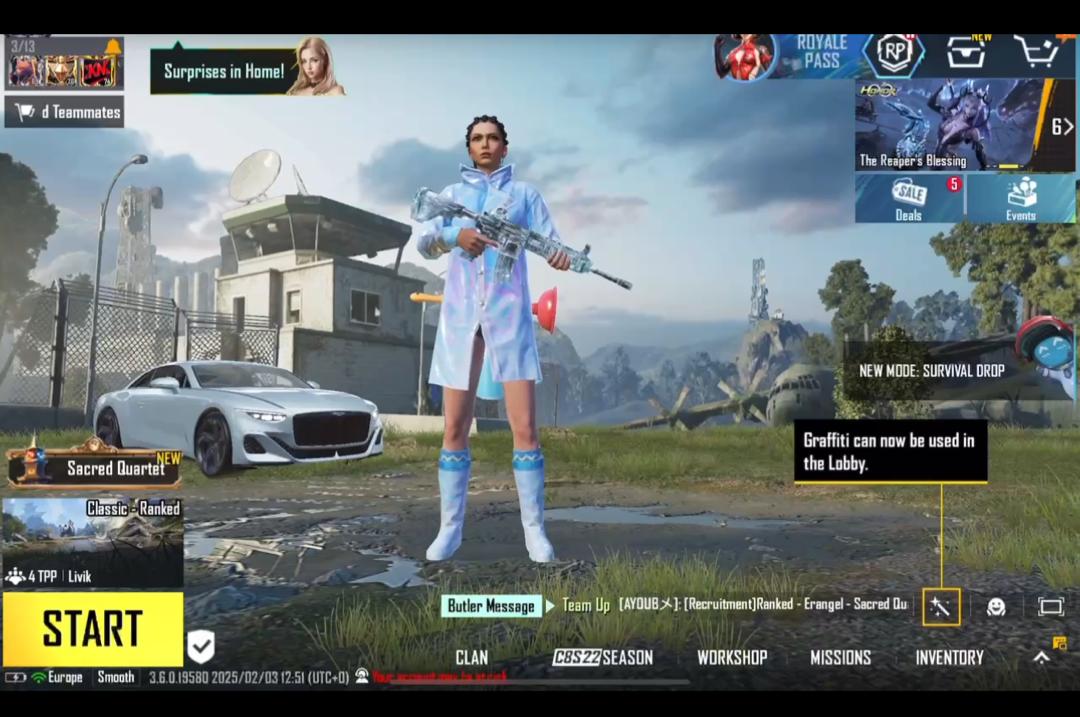 3/13
Surprises in Home!
ROYALE
PASS
RP
NEW
d Teammates
6
The Reaper's Blessing
SALE
5
Deals
Events
NEW MODE: SURVIVAL DROP
Graffiti can now be used in
the Lobby.
Sacred Quartet
NEW
Classic - Ranked
4 TPP | Livik
START
Butler Message
Team Up [AYOUBメ]: [Recruitment]Ranked - Erangel - Sacred Qu
CLAN
C8S22 SEASON
WORKSHOP
MISSIONS
INVENTORY
Europe
Smooth
3.6.0.19580 2025/02/03 12:51 (UTC+0)
Your account may be at risk